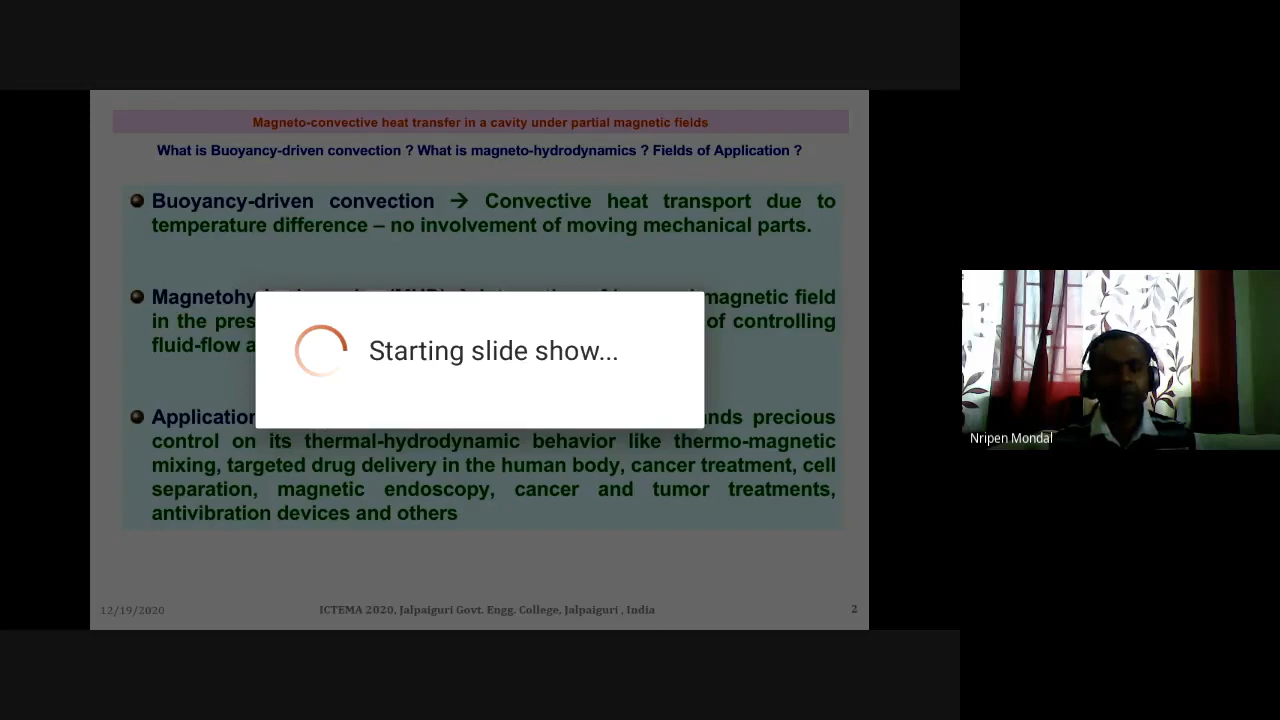 Magneto-convective heat transfer in a cavity under partial magnetic fields
What is Buoyancy-driven convection ? What is magneto-hydrodynamics ? Fields of Application ?
Buoyancy-driven convection → Convective heat transport due to
temperature difference – no involvement of moving mechanical parts.
magnetic field
in the of controlling
fluid-flow
Starting slide show...
precious
control on its thermal-hydrodynamic behavior like thermo-magnetic
mixing, targeted drug delivery in the human body, cancer treatment, cell
separation, magnetic endoscopy, cancer and tumor treatments,
antivibration devices and others
Nripen Mondal
12/19/2020 ICTEMA 2020, Jalpaiguri Govt. Engg. College, Jalpaiguri , India 2